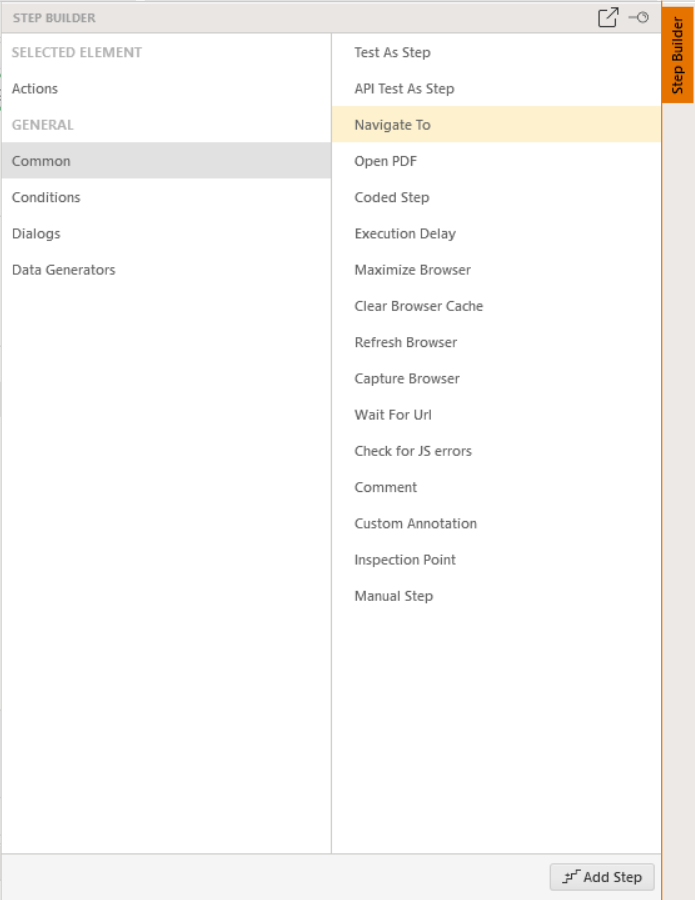 STEP BUILDER
SELECTED ELEMENT
Actions
GENERAL
Common
Conditions
Dialogs
Data Generators
Test As Step
API Test As Step
Navigate To
Open PDF
Coded Step
Execution Delay
Maximize Browser
Clear Browser Cache
Refresh Browser
Capture Browser
Wait For Url
Check for JS errors
Comment
Custom Annotation
Inspection Point
Manual Step
Add Step
Step Builder